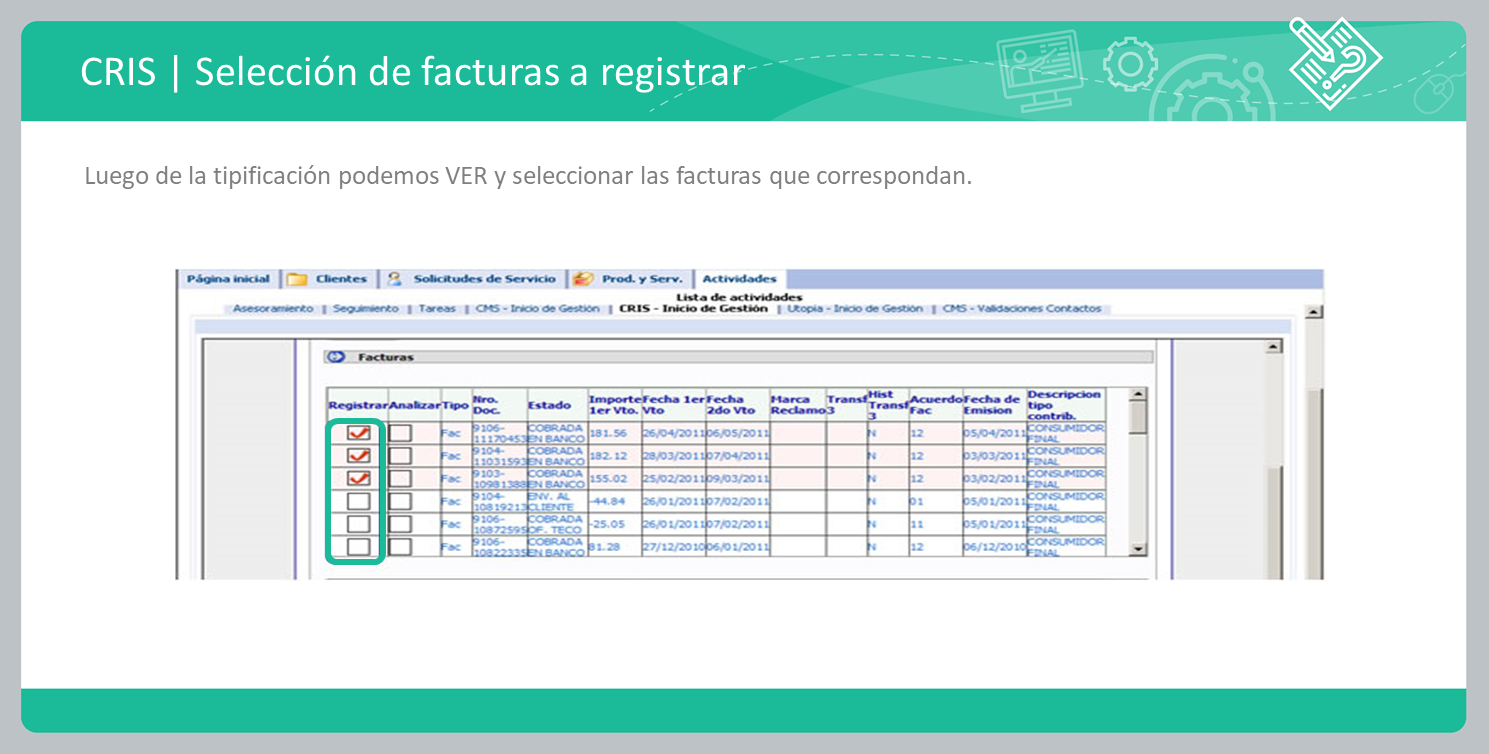 CRIS | Selección de facturas a registrar
Luego de la tipificación podemos VER y seleccionar las facturas que correspondan.
Página inicial Clientes Solicitudes de Servicio Prod. y Serv. Actividades
Lista de actividades
Asesoramiento | Seguimiento | Tareas | CMS - Inicio de Gestión | CRIS - Inicio de Gestión | Utopia - Inicio de Gestión | CMS - Validaciones Contactos
Facturas
Registrar Analizar Tipo Nro. Doc. Estado Importe 1er Vto. Fecha 1er Vto Fecha 2do Vto Marca Reclamo Transf 3 Hist Transf 3 Acuerdo Fac Fecha de Emision Descripcion tipo contrib.
Fac 9106-11170453 COBRADA EN BANCO 181.56 26/04/2011 06/05/2011 N 12 05/04/2011 CONSUMIDOR FINAL
Fac 9104-11031593 COBRADA EN BANCO 182.12 28/03/2011 07/04/2011 N 12 03/03/2011 CONSUMIDOR FINAL
Fac 9103-10981388 COBRADA EN BANCO 155.02 25/02/2011 09/03/2011 N 12 03/02/2011 CONSUMIDOR FINAL
Fac 9104-10819213 ENV. AL CLIENTE -44.84 26/01/2011 07/02/2011 N 01 05/01/2011 CONSUMIDOR FINAL
Fac 9106-10872595 COBRADA OF. TECO -25.05 26/01/2011 07/02/2011 N 11 05/01/2011 CONSUMIDOR FINAL
Fac 9106-10822335 COBRADA EN BANCO 81.28 27/12/2010 06/01/2011 N 12 06/12/2010 CONSUMIDOR FINAL